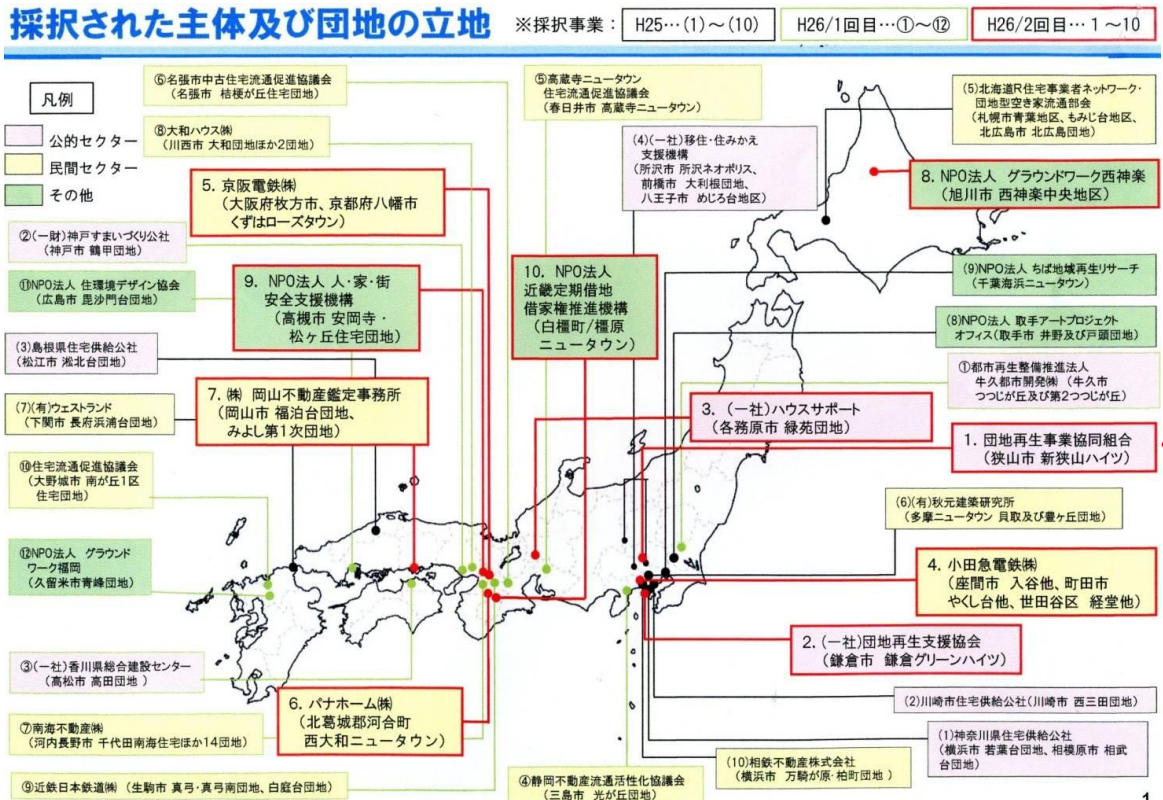 採択された主体及び団地の立地
※採択事業：
H25…(1)～(10)
H26/1回目…①～⑫
H26/2回目…1～10
凡例
公的セクター
民間セクター
その他
⑥名張市中古住宅流通促進協議会
(名張市 桔梗が丘住宅団地)
⑧大和ハウス㈱
(川西市 大和団地ほか2団地)
5. 京阪電鉄㈱
(大阪府枚方市、京都府八幡市
くずはローズタウン)
②(一財)神戸すまいづくり公社
(神戸市 鶴甲団地)
⑪NPO法人 住環境デザイン協会
(広島市 毘沙門台団地)
9. NPO法人 人・家・街
安全支援機構
(高槻市 安岡寺・
松ヶ丘住宅団地)
(3)島根県住宅供給公社
(松江市 淞北台団地)
(7)(有)ウェストランド
(下関市 長府浜浦台団地)
7. ㈱ 岡山不動産鑑定事務所
(岡山市 福泊台団地、
みよし第1次団地)
⑩住宅流通促進協議会
(大野城市 南が丘1区
住宅団地)
⑫NPO法人 グラウンド
ワーク福岡
(久留米市青峰団地)
③(一社)香川県総合建設センター
(高松市 高田団地 )
⑦南海不動産㈱
(河内長野市 千代田南海住宅ほか14団地)
6. パナホーム㈱
(北葛城郡河合町
西大和ニュータウン)
⑨近鉄日本鉄道㈱ (生駒市 真弓・真弓南団地、白庭台団地)
⑤高蔵寺ニュータウン
住宅流通促進協議会
(春日井市 高蔵寺ニュータウン)
(4)(一社)移住・住みかえ
支援機構
(所沢市 所沢ネオポリス、
前橋市 大利根団地、
八王子市 めじろ台地区)
10. NPO法人
近畿定期借地
借家権推進機構
(白橿町/橿原
ニュータウン)
(5)北海道R住宅事業者ネットワーク・
団地型空き家流通部会
(札幌市青葉地区、もみじ台地区、
北広島市 北広島団地)
8. NPO法人 グラウンドワーク西神楽
(旭川市 西神楽中央地区)
(9)NPO法人 ちば地域再生リサーチ
(千葉海浜ニュータウン)
(8)NPO法人 取手アートプロジェクト
オフィス(取手市 井野及び戸頭団地)
①都市再生整備推進法人
牛久都市開発㈱ (牛久市
つつじが丘及び第2つつじが丘)
3. (一社)ハウスサポート
(各務原市 緑苑団地)
1. 団地再生事業協同組合
(狭山市 新狭山ハイツ)
(6)(有)秋元建築研究所
(多摩ニュータウン 貝取及び豊ヶ丘団地)
4. 小田急電鉄㈱
(座間市 入谷他、町田市
やくし台他、世田谷区 経堂他)
2. (一社)団地再生支援協会
(鎌倉市 鎌倉グリーンハイツ)
(2)川崎市住宅供給公社(川崎市 西三田団地)
(1)神奈川県住宅供給公社
(横浜市 若葉台団地、相模原市 相武
台団地)
(10)相鉄不動産株式会社
(横浜市 万騎が原・柏町団地 )
④静岡不動産流通活性化協議会
(三島市 光が丘団地)
1